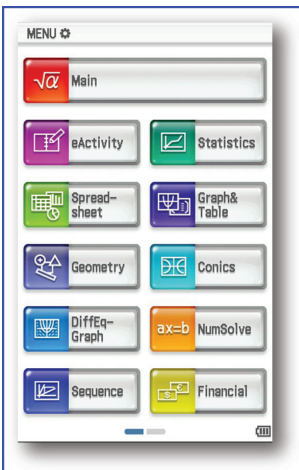 MENU
√α Main
eActivity
Statistics
Spread-
sheet
Graph&
Table
Geometry
Conics
DiffEq-
Graph
ax=b NumSolve
Sequence
Financial